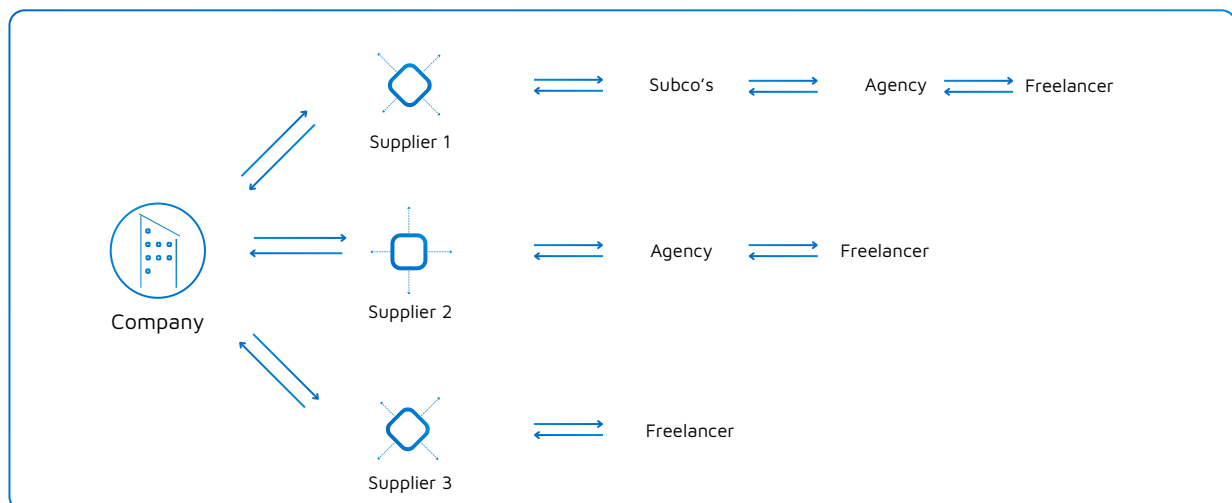 Subco’s
Agency
Freelancer
Supplier 1
Agency
Freelancer
Supplier 2
Company
Freelancer
Supplier 3